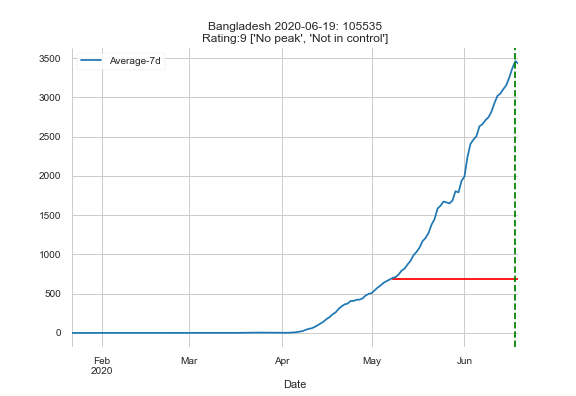 Bangladesh 2020-06-19: 105535
Rating:9 ['No peak', 'Not in control']
Average-7d
3500
3000
2500
2000
1500
1000
500
0
Feb
2020
Mar
Apr
May
Jun
Date